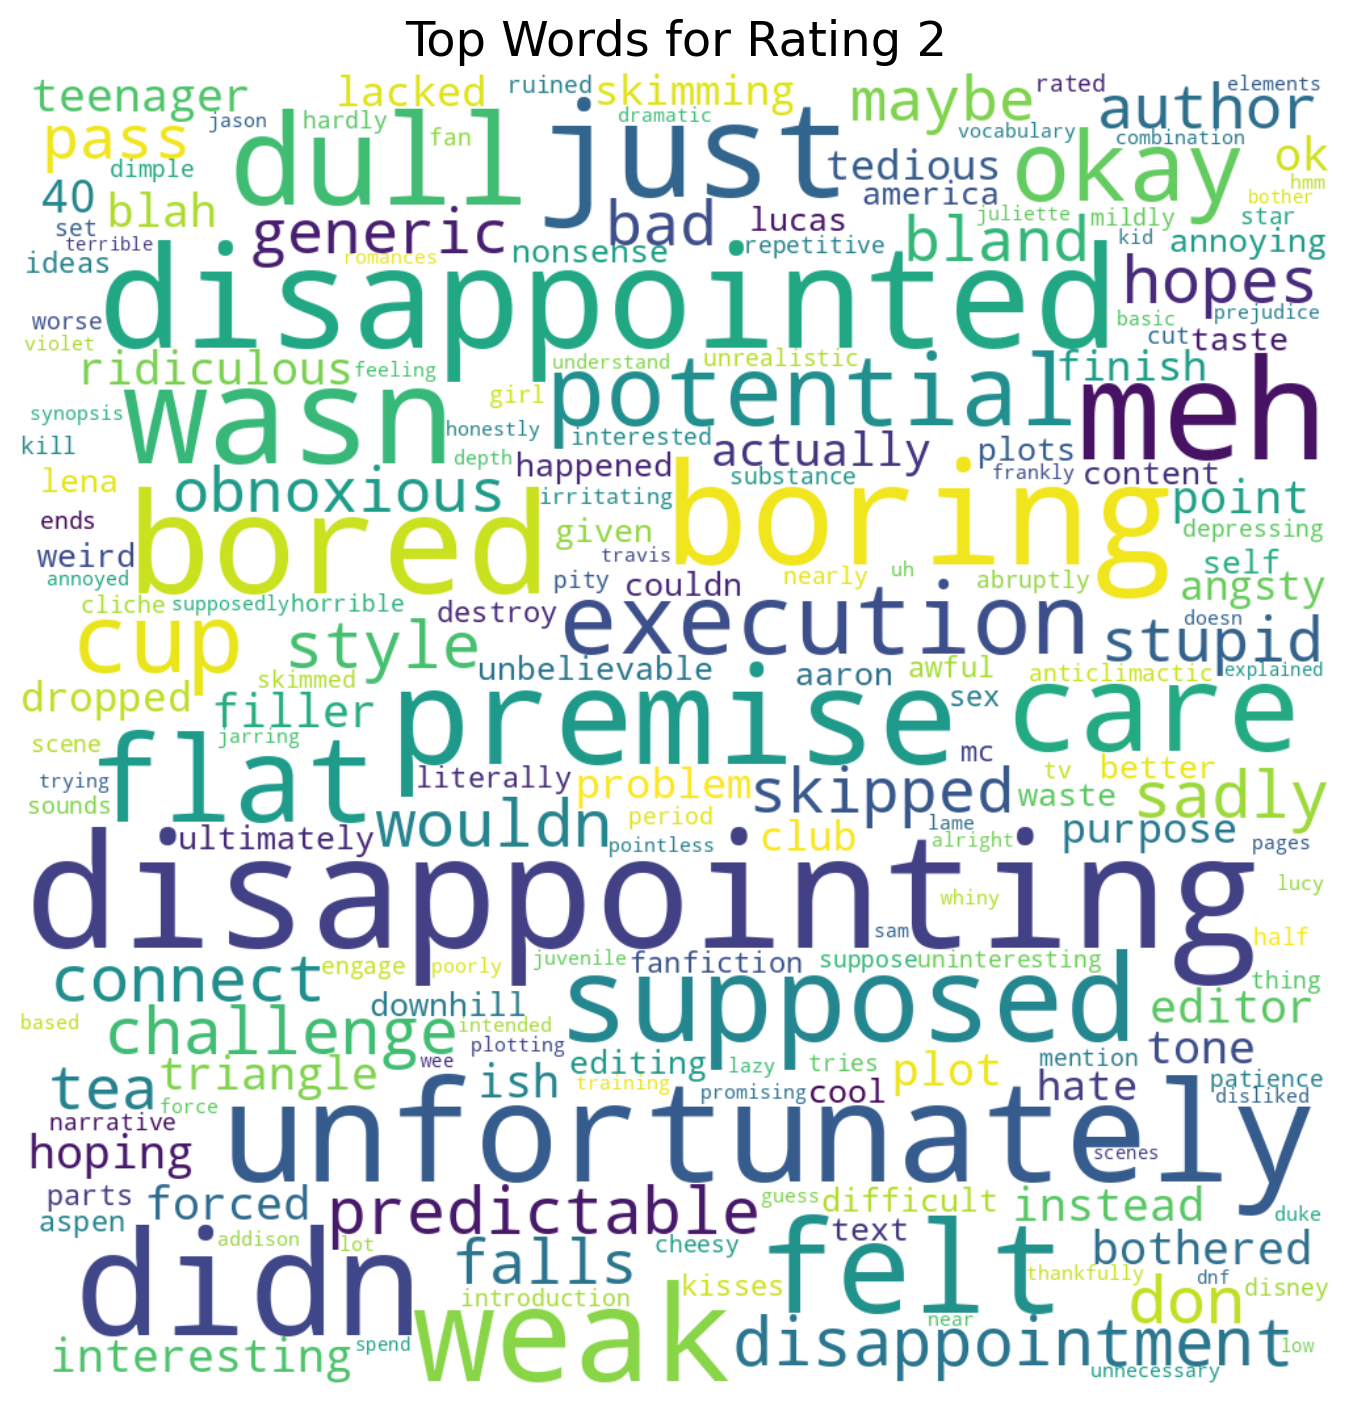 Top Words for Rating 2
teenager lacked ruined skimming maybe rated elements
pass jason hardly fan dull just dramatic vocabulary author combination
dimple tedious okay ok
40 blah america hmm bother
set generic bad lucas juliette mildly star
terrible romances nonsense repetitive bland kid annoying
ideas disappointed hopes
worse basic prejudice
violet cut taste
ridiculous feeling understand unrealistic finish
wasn girl potential meh
synopsis honestly interested actually plots
kill depth happened substance frankly content
lena obnoxious irritating boring point
ends bored given depressing
weird travis self
annoyed pity couldn nearly uh abruptly angsty
cliche supposedly horrible destroy execution doesn
cup style stupid
skimmed unbelievable aaron awful anticlimactic explained
dropped filler premise sex care
scene jarring flat mc
trying literally problem skipped tv better
sounds period waste sadly
ultimately wouldn pointless club lame alright purpose pages
disappointing lucy
whiny
sam half
connect engage poorly juvenile fanfiction suppose uninteresting thing
downhill supposed editor
based challenge intended
plotting tone
triangle wee editing lazy tries plot mention
tea ish training promising cool hate patience
force disliked
narrative unfortunately
hoping scenes
parts forced predictable guess difficult instead
aspen text duke
didn addison lot falls cheesy felt bothered
kisses thankfully dnf
introduction weak don disney
interesting spend near disappointment low
unnecessary